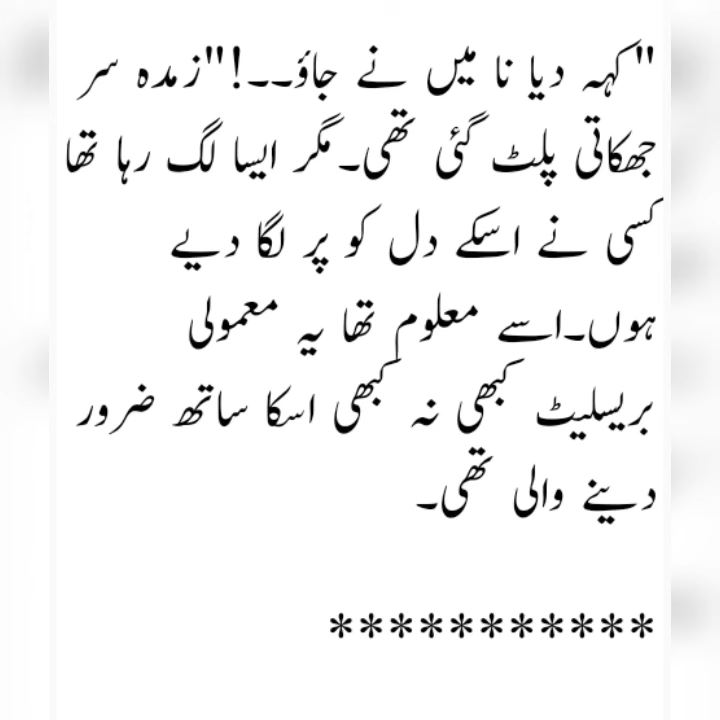 "کہہ دیا نا میں نے جاؤ۔۔!"زمدہ سر
جھکاتی پلٹ گئی تھی۔مگر ایسا لگ رہا تھا
کسی نے اسکے دل کو پر لگا دیے
ہوں۔اسے معلوم تھا یہ معمولی
بریسلیٹ کبھی نہ کبھی اسکا ساتھ ضرور
دینے والی تھی۔
***********